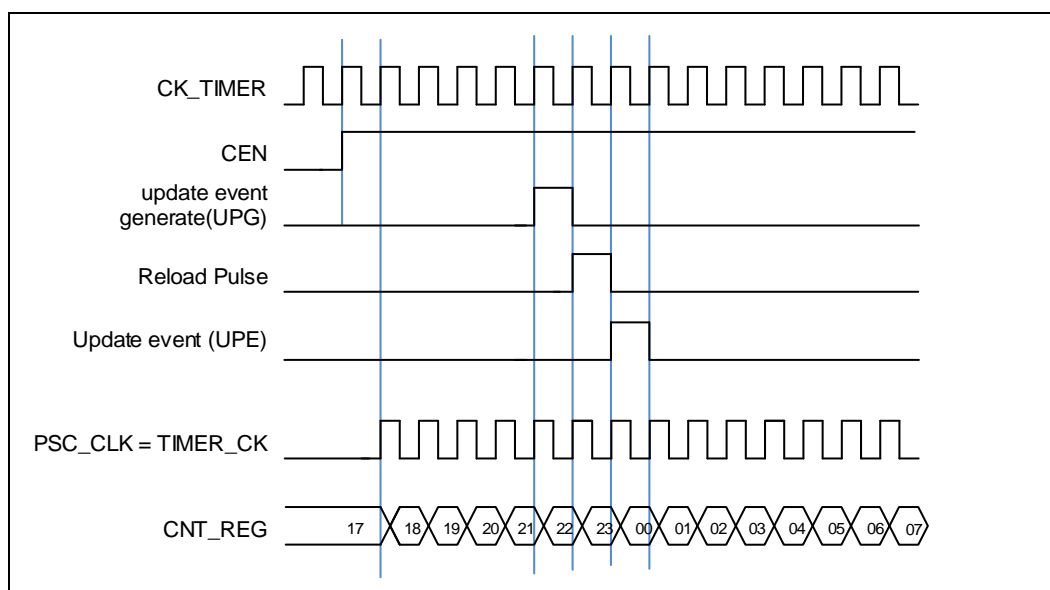 CK_TIMER
CEN
update event
generate(UPG)
Reload Pulse
Update event (UPE)
PSC_CLK = TIMER_CK
CNT_REG 17 18 19 20 21 22 23 00 01 02 03 04 05 06 07